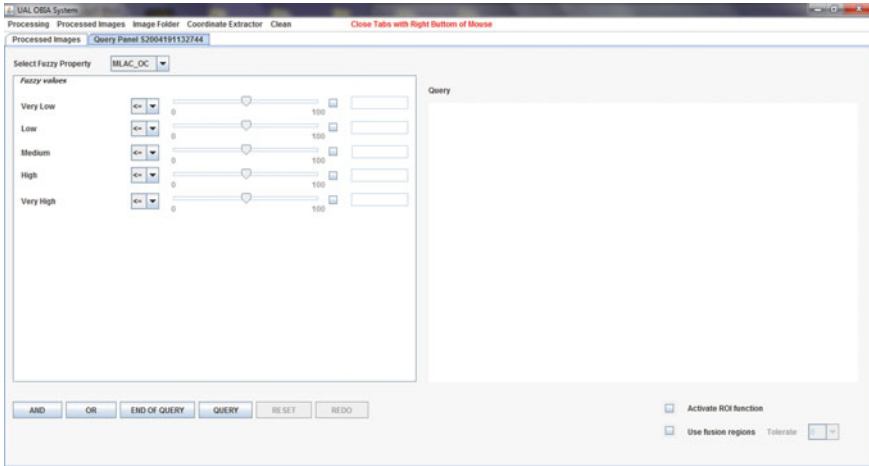 UAL OBIA System
Processing Processed Images Image Folder Coordinate Extractor Clean Close Tabs with Right Buttom of Mouse
Processed Images Query Panel S2004191132744
Select Fuzzy Property MLAC_OC
Fuzzy values
Query
Very Low <= 0 100
Low <= 0 100
Medium <= 0 100
High <= 0 100
Very High <= 0 100
AND OR END OF QUERY QUERY RESET REDO
Activate ROI function
Use fusion regions Tolerate